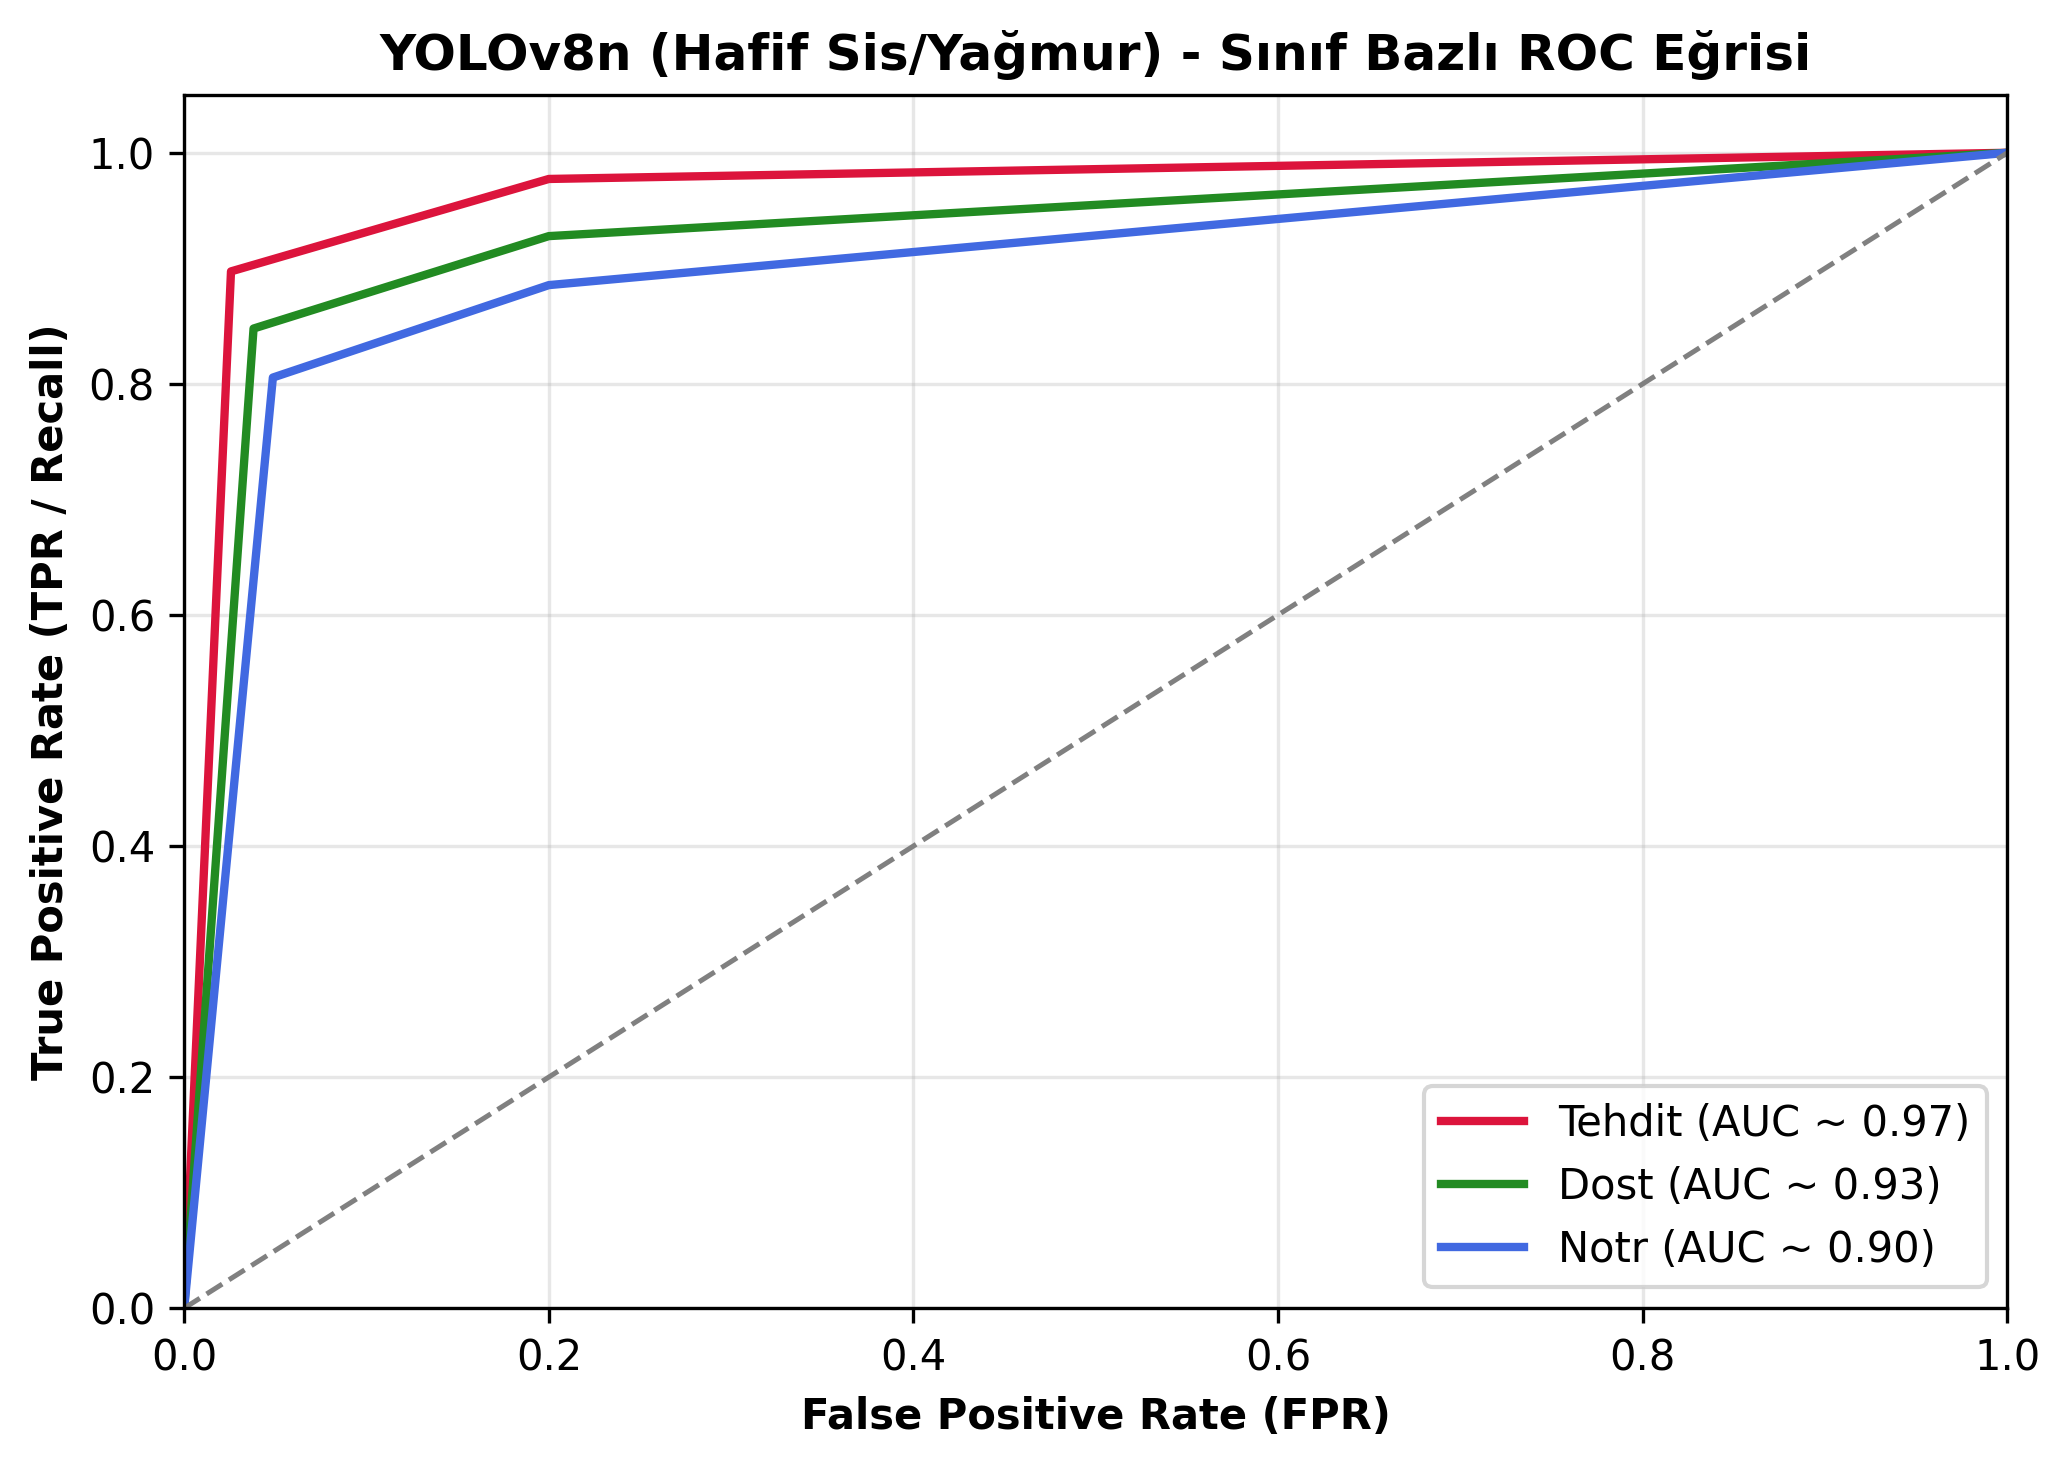 YOLOv8n (Hafif Sis/Yağmur) - Sınıf Bazlı ROC Eğrisi
True Positive Rate (TPR / Recall)
1.0
0.8
0.6
0.4
0.2
0.0
0.0 0.2 0.4 0.6 0.8 1.0
False Positive Rate (FPR)
Tehdit (AUC ~ 0.97)
Dost (AUC ~ 0.93)
Notr (AUC ~ 0.90)